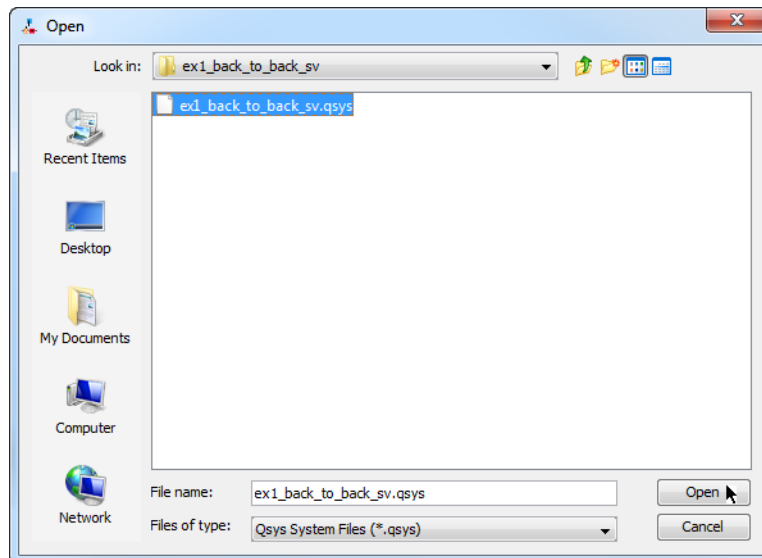 Open
Look in: ex1_back_to_back_sv
ex1_back_to_back_sv.qsys
Recent Items
Desktop
My Documents
Computer
Network
File name: ex1_back_to_back_sv.qsys Open
Files of type: Qsys System Files (*.qsys) Cancel